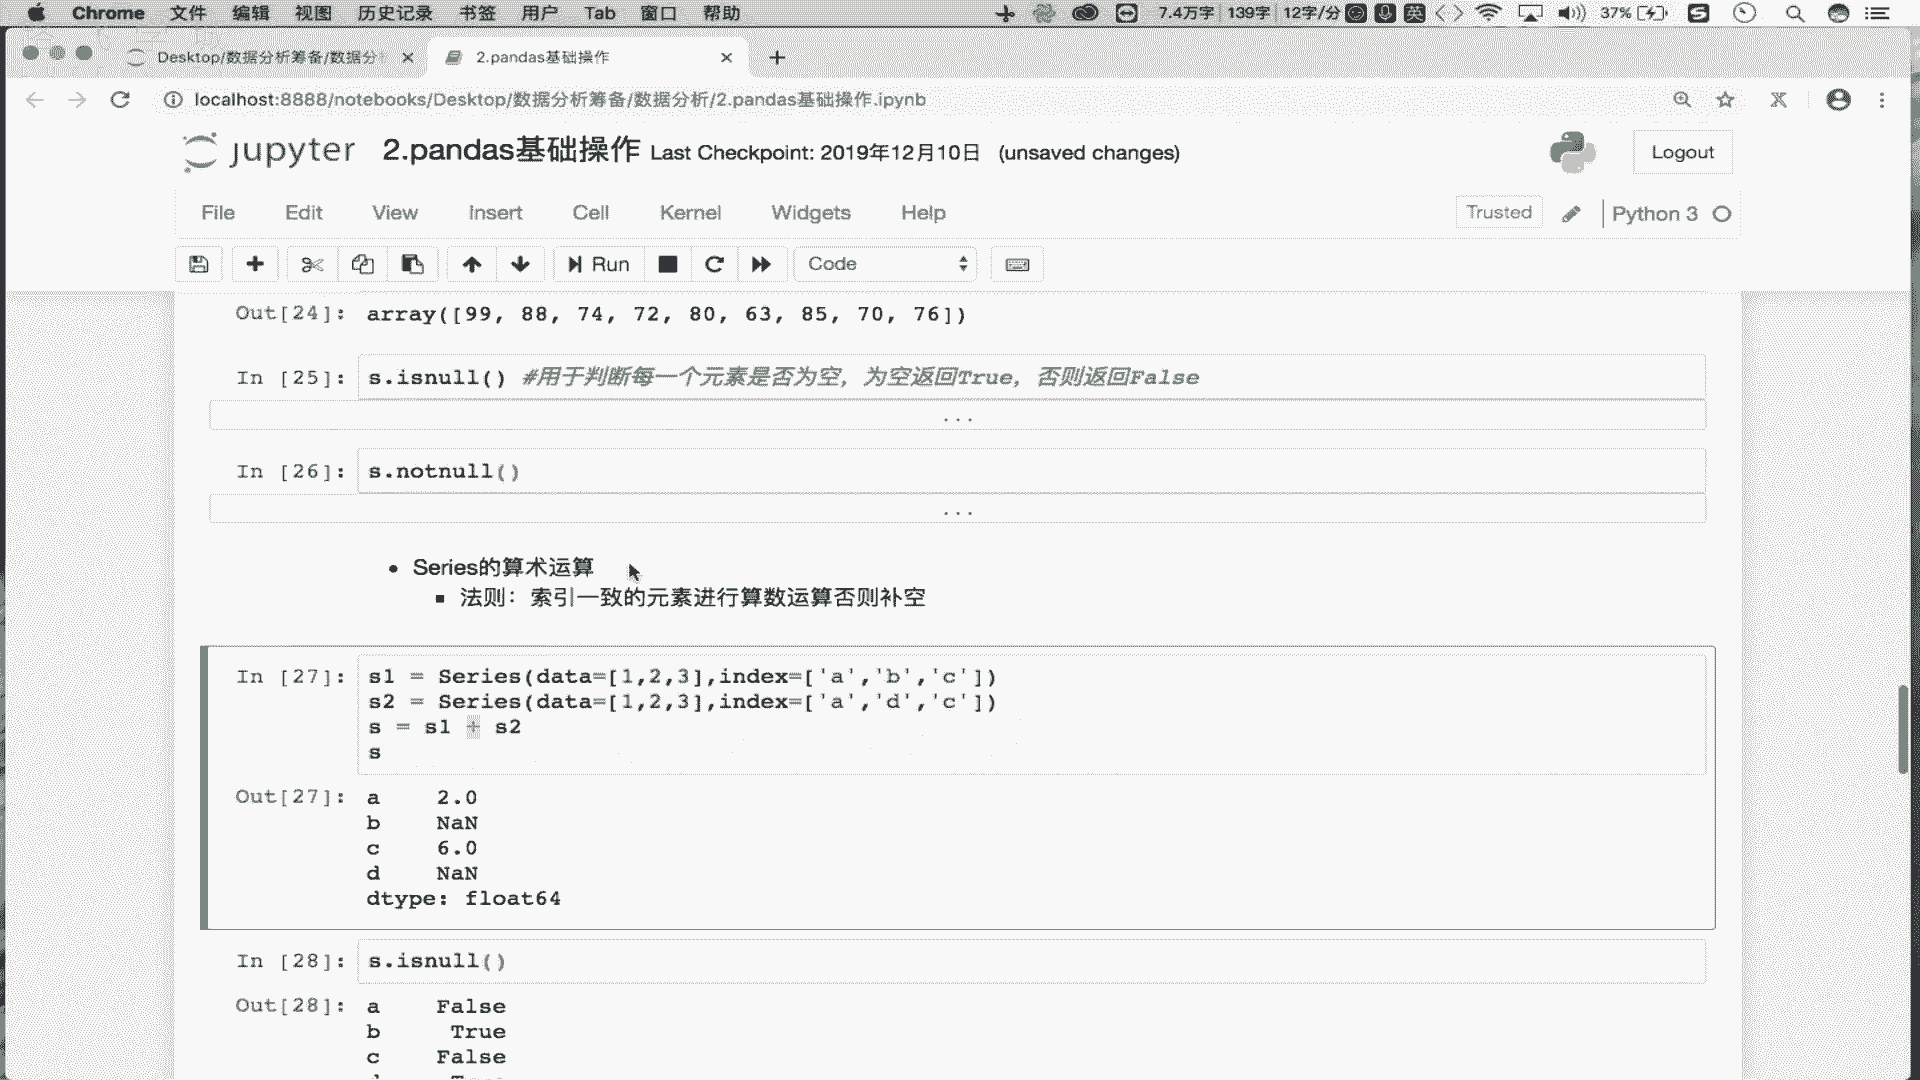 Chrome 文件 编辑 视图 历史记录 书签 用户 Tab 窗口 帮助 7.4万字 139字 12字/分 英 37%
Desktop/数据分析筹备/数据分 2.pandas基础操作
localhost:8888/notebooks/Desktop/数据分析筹备/数据分析/2.pandas基础操作.ipynb
jupyter 2.pandas基础操作 Last Checkpoint: 2019年12月10日 (unsaved changes) Logout
File Edit View Insert Cell Kernel Widgets Help Trusted Python 3
Run Code
Out[24]: array([99, 88, 74, 72, 80, 63, 85, 70, 76])
In [25]: s.isnull() #用于判断每一个元素是否为空，为空返回True，否则返回False
...
In [26]: s.notnull()
...
• Series的算术运算
▪ 法则：索引一致的元素进行算数运算否则补空
In [27]: s1 = Series(data=[1,2,3],index=['a','b','c'])
s2 = Series(data=[1,2,3],index=['a','d','c'])
s = s1 + s2
s
Out[27]: a 2.0
b NaN
c 6.0
d NaN
dtype: float64
In [28]: s.isnull()
Out[28]: a False
b True
c False